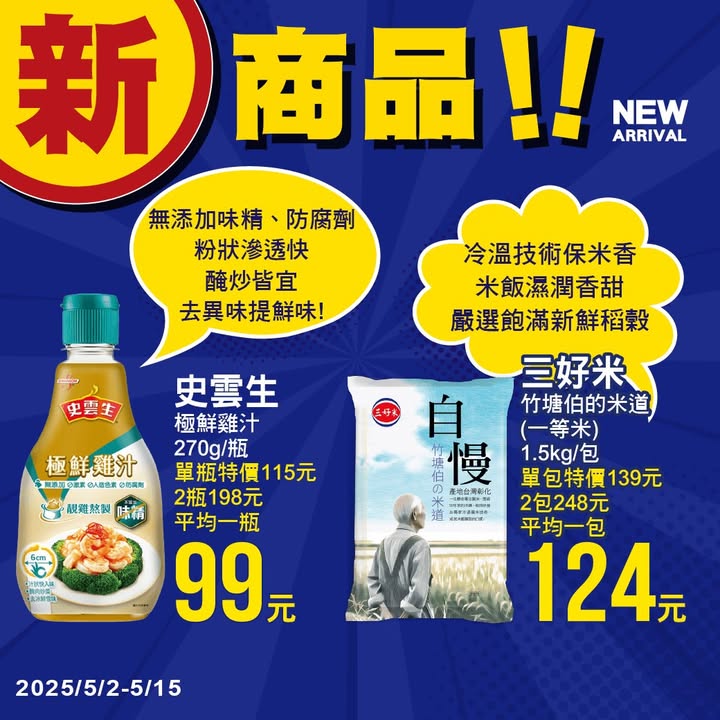 新商品!!
NEW
ARRIVAL
無添加味精、防腐劑
粉狀滲透快
醃炒皆宜
去異味提鮮味!
冷溫技術保米香
米飯濕潤香甜
嚴選飽滿新鮮稻穀
史雲生
極鮮雞汁
270g/瓶
單瓶特價115元
2瓶198元
平均一瓶
99元
三好米
竹塘伯的米道
(一等米)
1.5kg/包
單包特價139元
2包248元
平均一包
124元
史雲生
極鮮雞汁
靚雞熬製
味精
6cm
三好米
自慢
竹塘伯の米道
產地台灣彰化
2025/5/2-5/15